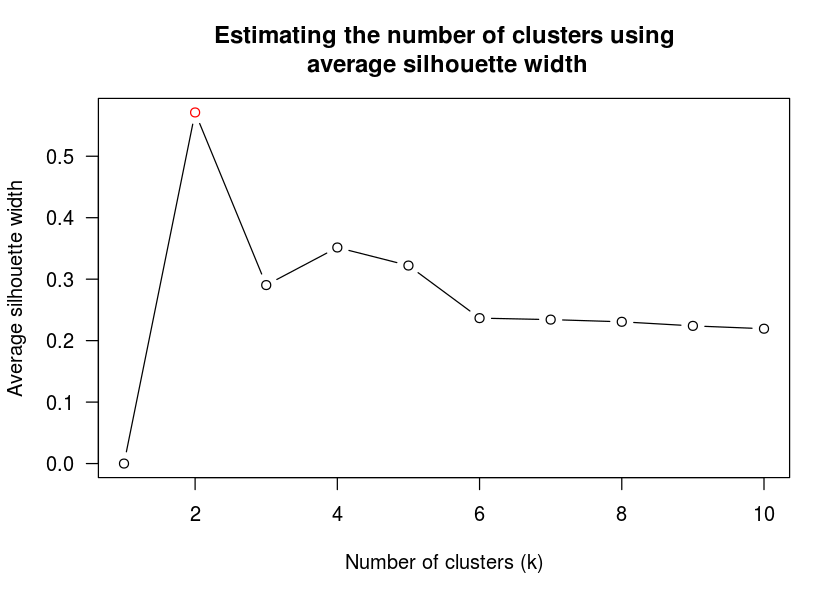 Estimating the number of clusters using
average silhouette width
Average silhouette width
0.5
0.4
0.3
0.2
0.1
0.0
2 4 6 8 10
Number of clusters (k)